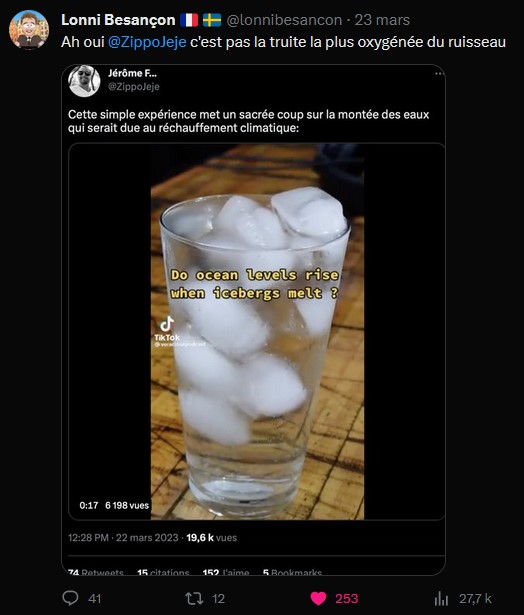 Lonni Besançon 🇫🇷 🇸🇪 @lonnibesancon · 23 mars
Ah oui @ZippoJeje c'est pas la truite la plus oxygénée du ruisseau
Jérôme F...
@ZippoJeje
Cette simple expérience met un sacrée coup sur la montée des eaux
qui serait due au réchauffement climatique:
Do ocean levels rise
when icebergs melt ?
TikTok
0:17 6 198 vues
12:28 PM · 22 mars 2023 · 19,6 k vues
74 Retweets 15 citations 152 J'aime 5 Bookmarks
41 12 253 27,7 k